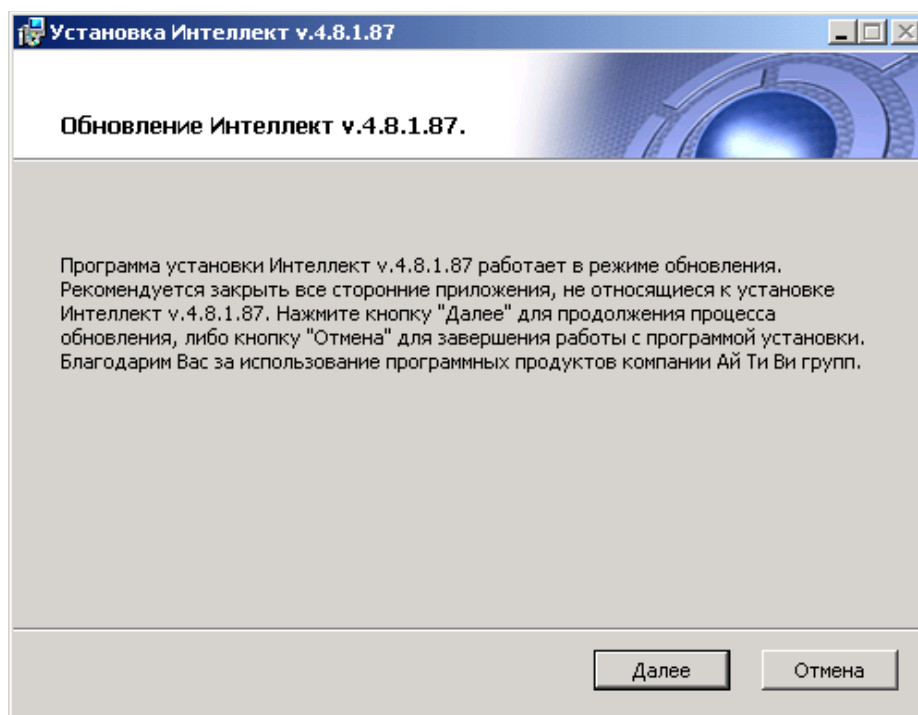 Установка Интеллект v.4.8.1.87
Обновление Интеллект v.4.8.1.87.
Программа установки Интеллект v.4.8.1.87 работает в режиме обновления.
Рекомендуется закрыть все сторонние приложения, не относящиеся к установке
Интеллект v.4.8.1.87. Нажмите кнопку "Далее" для продолжения процесса
обновления, либо кнопку "Отмена" для завершения работы с программой установки.
Благодарим Вас за использование программных продуктов компании Ай Ти Ви групп.
Далее
Отмена